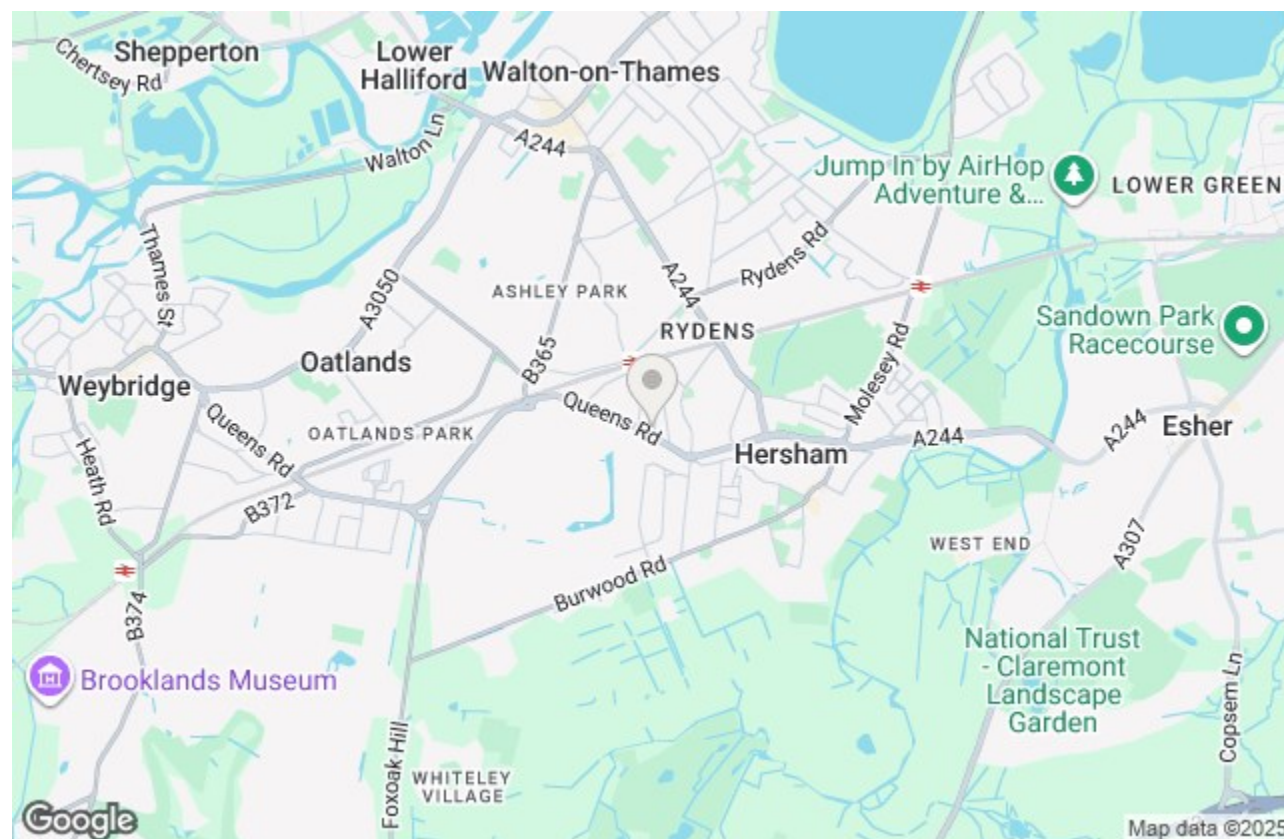 Shepperton
Chertsey Rd
Lower
Halliford
Walton-on-Thames
Walton Ln
A244
Jump In by AirHop
Adventure &...
LOWER GREEN
Thames St
A3050
ASHLEY PARK
A244
Rydens Rd
RYDENS
Sandown Park
Racecourse
Oatlands
B365
Molesey Rd
Weybridge
Queens Rd
OATLANDS PARK
Queens Rd
Hersham
A244
A244
Esher
Heath Rd
B372
WEST END
A307
Burwood Rd
B374
National Trust
- Claremont
Landscape
Garden
Brooklands Museum
Copsem Ln
Foxoak Hill
WHITELEY
VILLAGE
Google
Map data ©2025